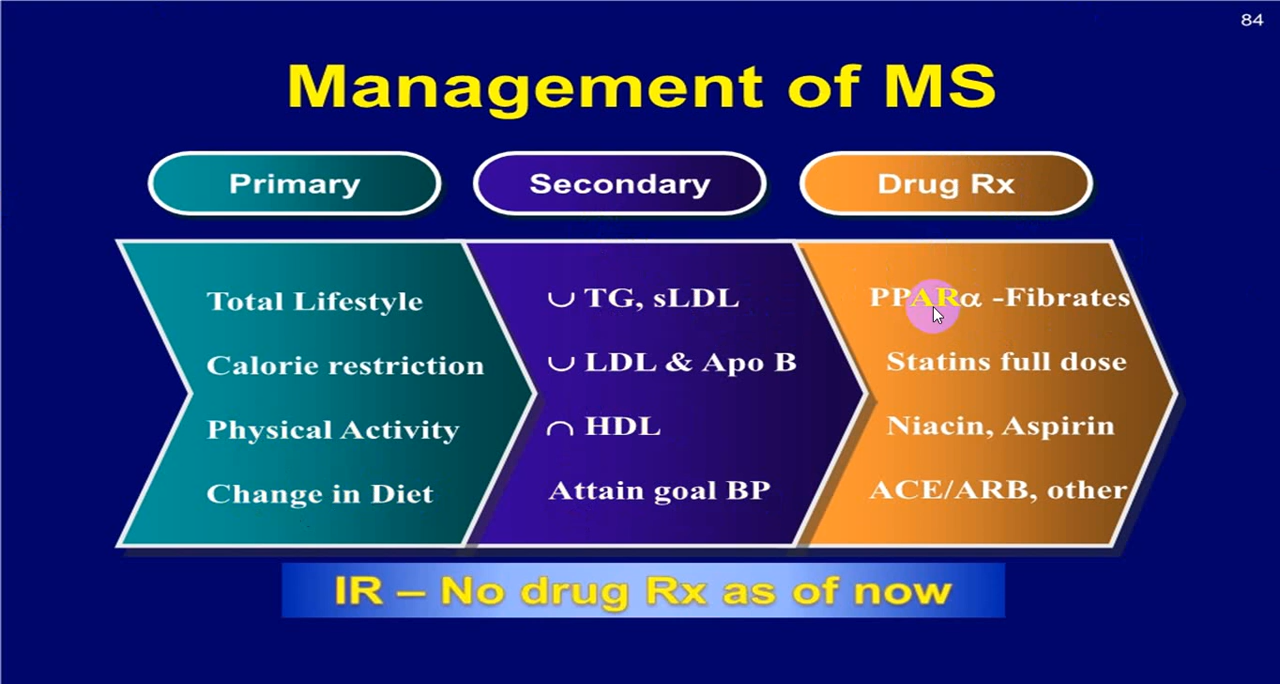 84
Management of MS
Primary
Secondary
Drug Rx
Total Lifestyle
Calorie restriction
Physical Activity
Change in Diet
∪ TG, sLDL
∪ LDL & Apo B
∩ HDL
Attain goal BP
PPARα -Fibrates
Statins full dose
Niacin, Aspirin
ACE/ARB, other
IR – No drug Rx as of now